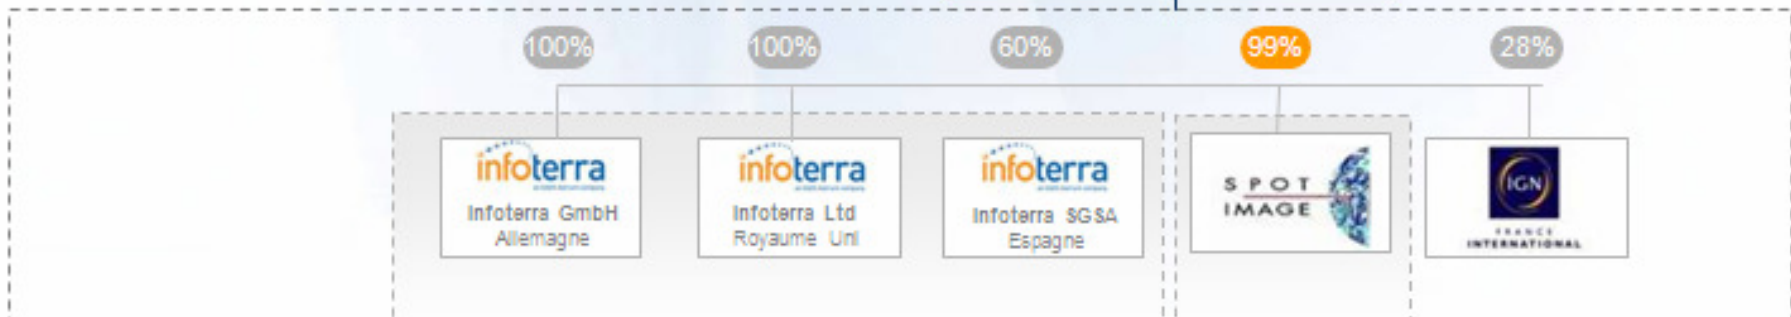 100% 100% 60% 99% 28%
infoterra infoterra infoterra
Infoterra GmbH
Allemagne
Infoterra Ltd
Royaume Uni
Infoterra SGSA
Espagne
SPOT
IMAGE
IGN
FRANCE
INTERNATIONAL